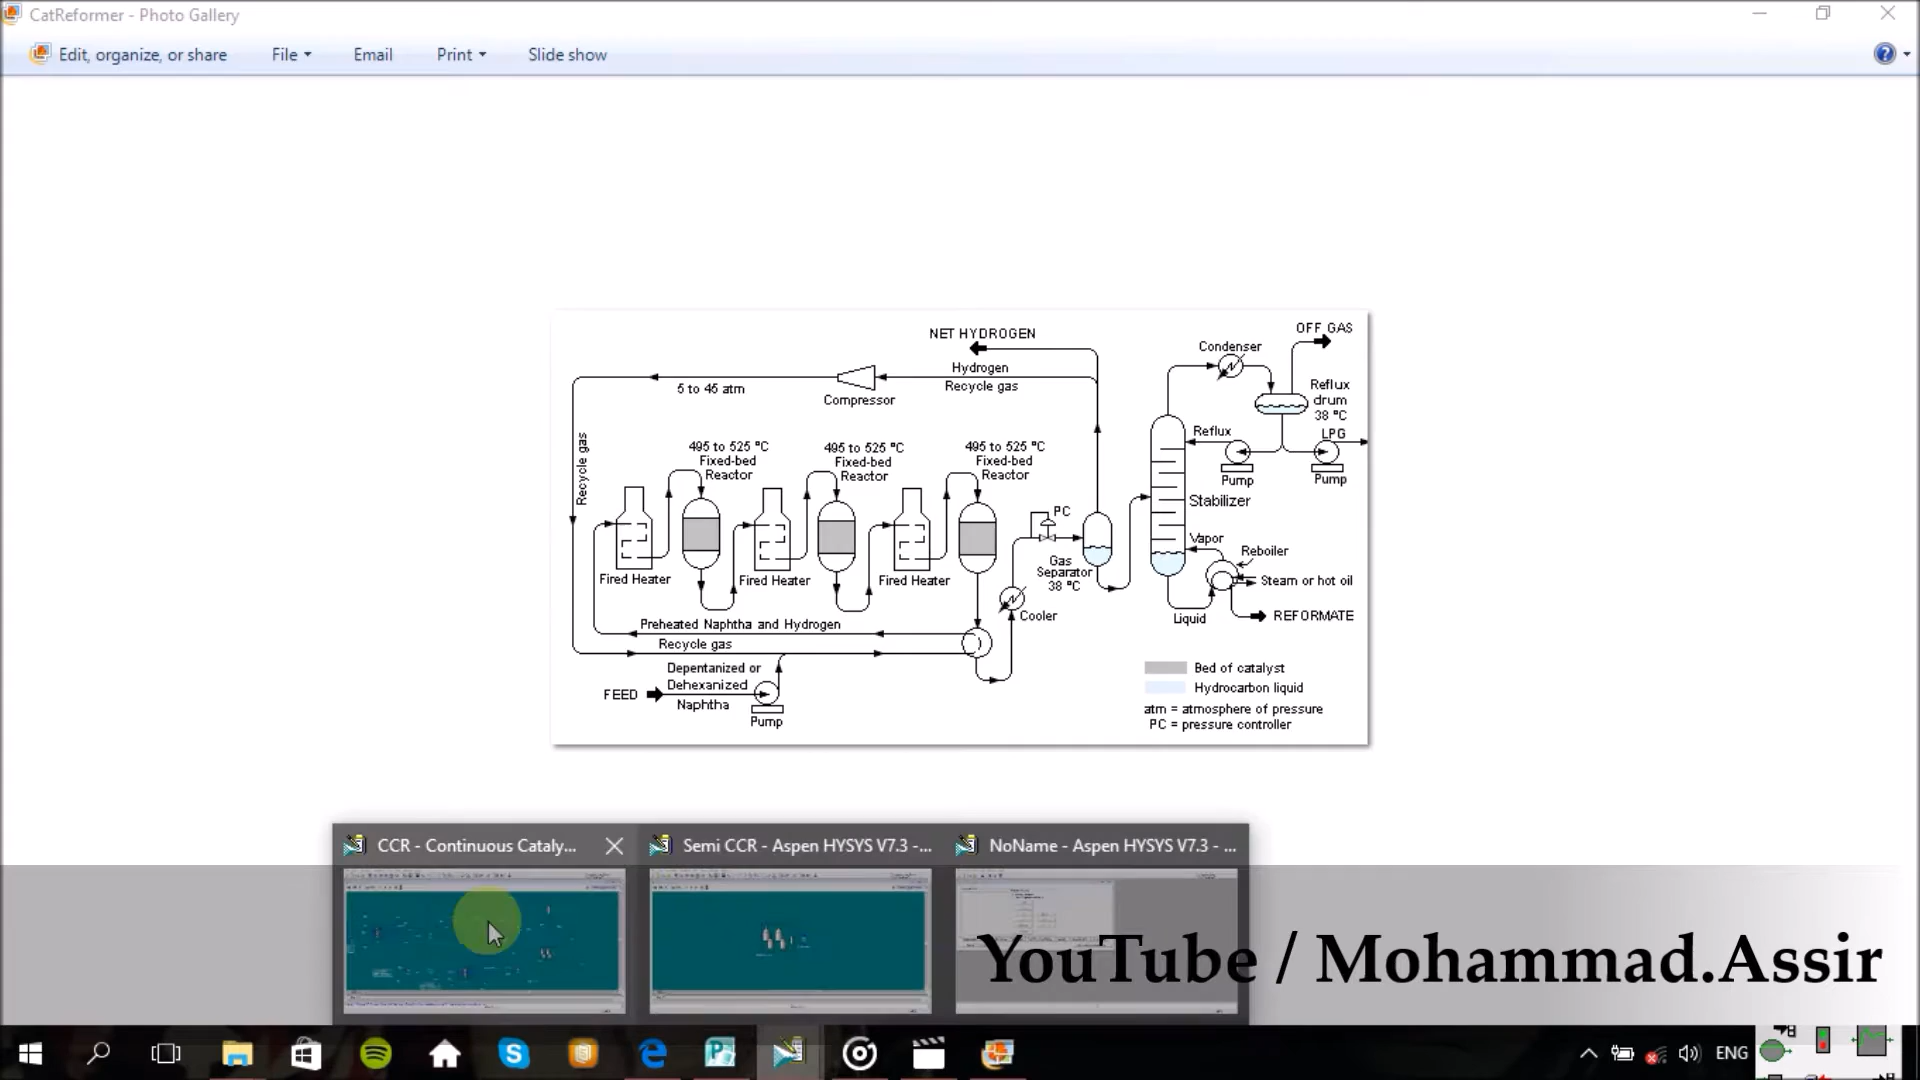 CatReformer - Photo Gallery
Edit, organize, or share
File
Email
Print
Slide show
NET HYDROGEN
OFF GAS
Condenser
Hydrogen
Recycle gas
5 to 45 atm
Compressor
Reflux
drum
38 ºC
Reflux
LPG
Recycle gas
495 to 525 ºC
Fixed-bed
Reactor
495 to 525 ºC
Fixed-bed
Reactor
495 to 525 ºC
Fixed-bed
Reactor
Pump
Pump
Stabilizer
PC
Vapor
Reboiler
Gas
Separator
38 ºC
Steam or hot oil
Fired Heater
Fired Heater
Fired Heater
Cooler
Liquid
REFORMATE
Preheated Naphtha and Hydrogen
Recycle gas
Depentanized or
Dehexanized
Naphtha
FEED
Pump
Bed of catalyst
Hydrocarbon liquid
atm = atmosphere of pressure
PC = pressure controller
CCR - Continuous Cataly...
Semi CCR - Aspen HYSYS V7.3 -...
NoName - Aspen HYSYS V7.3 - ...
YouTube / Mohammad.Assir
ENG